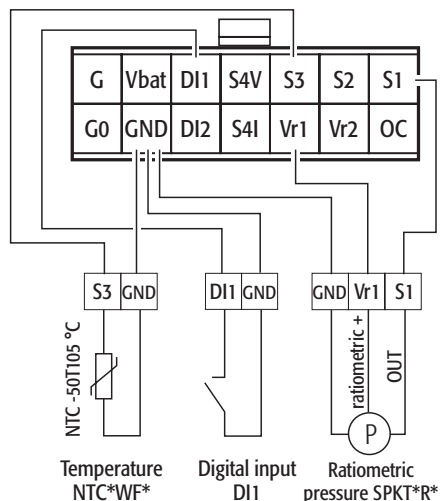 G Vbat DI1 S4V S3 S2 S1
G0 GND DI2 S4I Vr1 Vr2 OC
S3 GND
DI1 GND
GND Vr1 S1
NTC -50T105 °C
ratiometric +
OUT
P
Temperature
NTC*WF*
Digital input
DI1
Ratiometric
pressure SPKT*R*